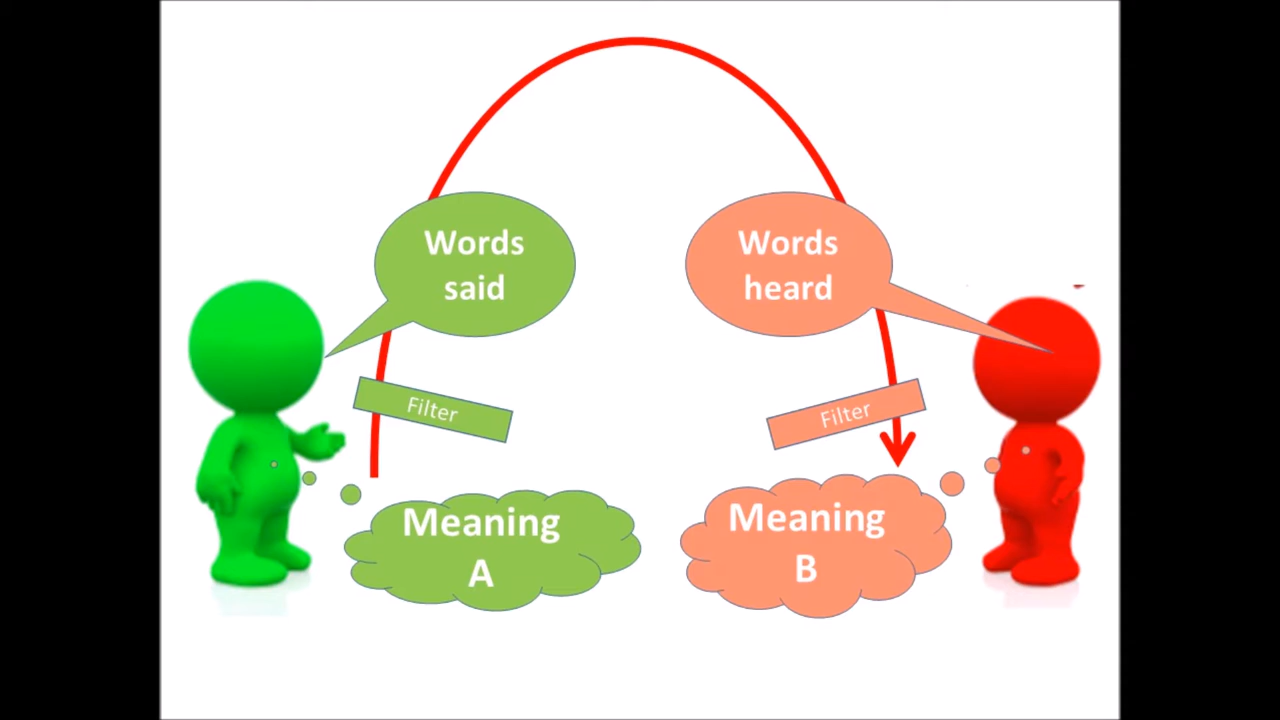 Words
said
Words
heard
Filter
Filter
Meaning
A
Meaning
B